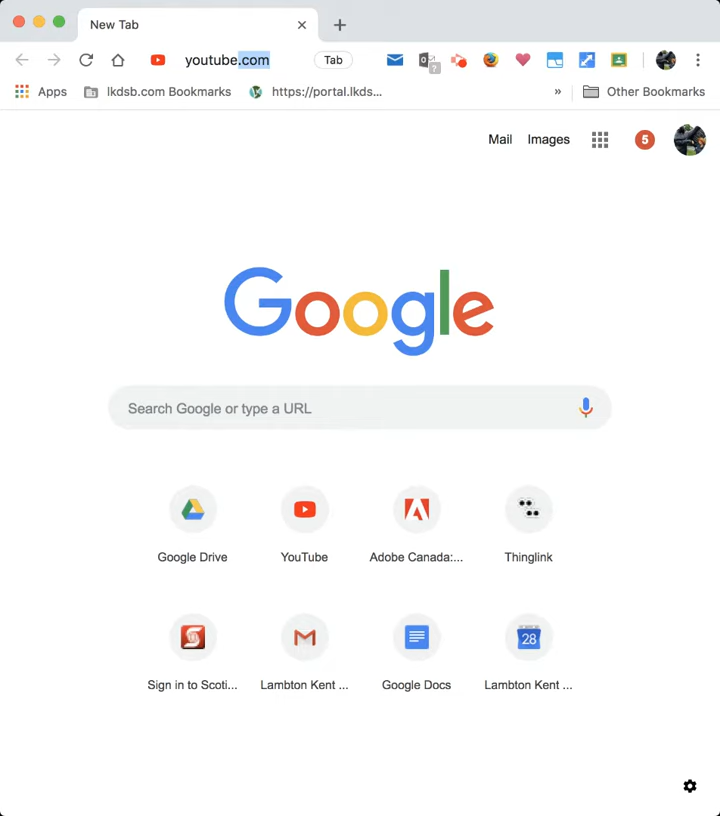 New Tab
youtube.com Tab
Apps lkdsb.com Bookmarks https://portal.lkds... » Other Bookmarks
Mail Images 5
Google
Search Google or type a URL
Google Drive YouTube Adobe Canada:... Thinglink
28
Sign in to Scoti... Lambton Kent ... Google Docs Lambton Kent ...